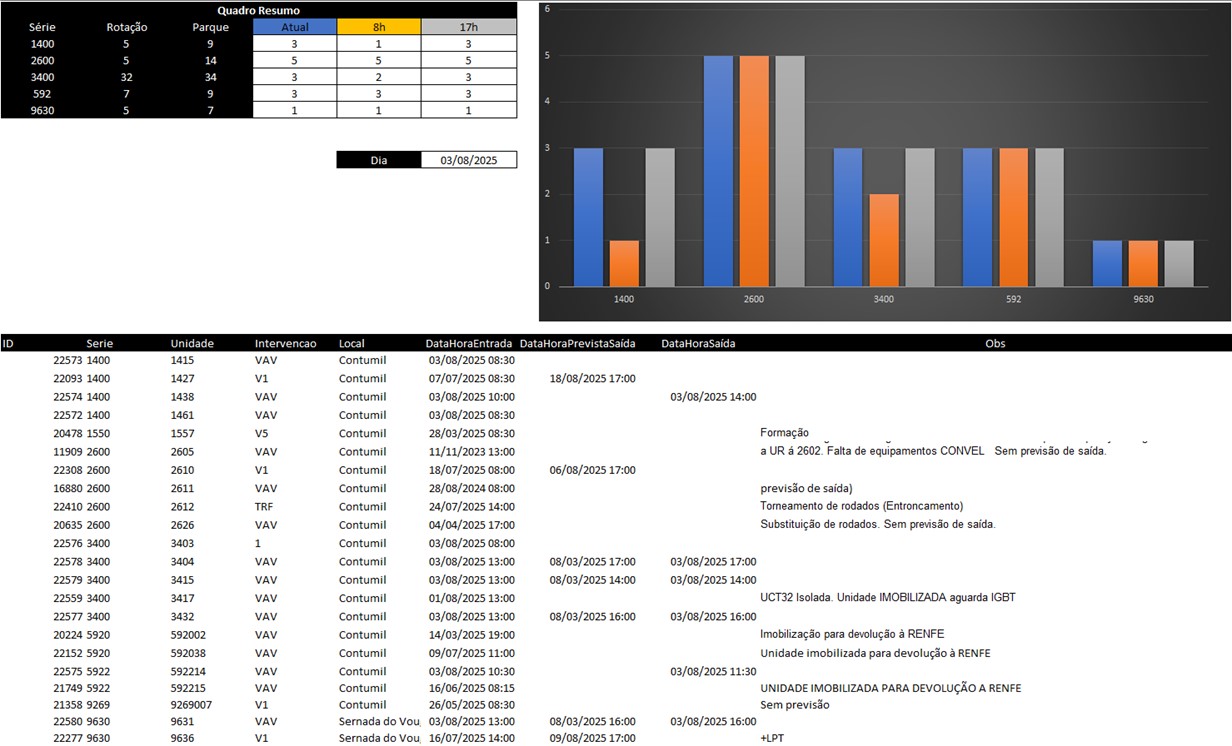 Quadro Resumo
Série Rotação Parque Atual 8h 17h
1400 5 9 3 1 3
2600 5 14 5 5 5
3400 32 34 3 2 3
592 7 9 3 3 3
9630 5 7 1 1 1
Dia 03/08/2025
6
5
4
3
2
1
0
1400 2600 3400 592 9630
ID Serie Unidade Intervencao Local DataHoraEntrada DataHoraPrevistaSaída DataHoraSaída Obs
22573 1400 1415 VAV Contumil 03/08/2025 08:30
22093 1400 1427 V1 Contumil 07/07/2025 08:30 18/08/2025 17:00
22574 1400 1438 VAV Contumil 03/08/2025 10:00 03/08/2025 14:00
22572 1400 1461 VAV Contumil 03/08/2025 08:30
20478 1550 1557 V5 Contumil 28/03/2025 08:30 Formação
11909 2600 2605 VAV Contumil 11/11/2023 13:00 a UR á 2602. Falta de equipamentos CONVEL Sem previsão de saída.
22308 2600 2610 V1 Contumil 18/07/2025 08:00 06/08/2025 17:00
16880 2600 2611 VAV Contumil 28/08/2024 08:00 previsão de saída)
22410 2600 2612 TRF Contumil 24/07/2025 14:00 Torneamento de rodados (Entroncamento)
20635 2600 2626 VAV Contumil 04/04/2025 17:00 Substituição de rodados. Sem previsão de saída.
22576 3400 3403 1 Contumil 03/08/2025 08:00
22578 3400 3404 VAV Contumil 03/08/2025 13:00 08/03/2025 17:00 03/08/2025 17:00
22579 3400 3415 VAV Contumil 03/08/2025 13:00 08/03/2025 14:00 03/08/2025 14:00
22559 3400 3417 VAV Contumil 01/08/2025 13:00 UCT32 Isolada. Unidade IMOBILIZADA aguarda IGBT
22577 3400 3432 VAV Contumil 03/08/2025 13:00 08/03/2025 16:00 03/08/2025 16:00
20224 5920 592002 VAV Contumil 14/03/2025 19:00 Imobilização para devolução à RENFE
22152 5920 592038 VAV Contumil 09/07/2025 11:00 Unidade imobilizada para devolução à RENFE
22575 5922 592214 VAV Contumil 03/08/2025 10:30 03/08/2025 11:30
21749 5922 592215 VAV Contumil 16/06/2025 08:15 UNIDADE IMOBILIZADA PARA DEVOLUÇÃO A RENFE
21358 9269 9269007 V1 Contumil 26/05/2025 08:30 Sem previsão
22580 9630 9631 VAV Sernada do Vou 03/08/2025 13:00 08/03/2025 16:00 03/08/2025 16:00
22277 9630 9636 V1 Sernada do Vou 16/07/2025 14:00 09/08/2025 17:00 +LPT